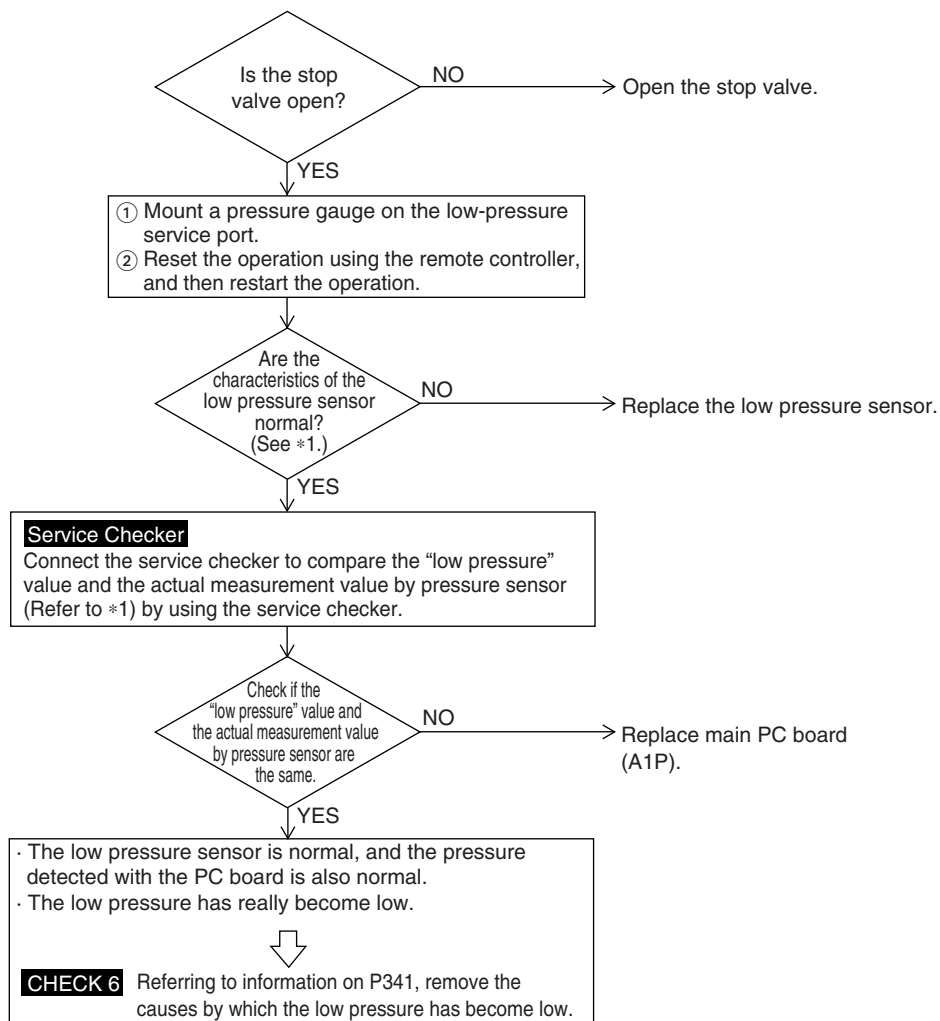 Is the stop
valve open?
NO
Open the stop valve.
YES
① Mount a pressure gauge on the low-pressure
service port.
② Reset the operation using the remote controller,
and then restart the operation.
Are the
characteristics of the
low pressure sensor
normal?
(See *1.)
NO
Replace the low pressure sensor.
YES
Service Checker
Connect the service checker to compare the “low pressure”
value and the actual measurement value by pressure sensor
(Refer to *1) by using the service checker.
Check if the
“low pressure” value and
the actual measurement value
by pressure sensor are
the same.
NO
Replace main PC board
(A1P).
YES
· The low pressure sensor is normal, and the pressure
detected with the PC board is also normal.
· The low pressure has really become low.
CHECK 6 Referring to information on P341, remove the
causes by which the low pressure has become low.